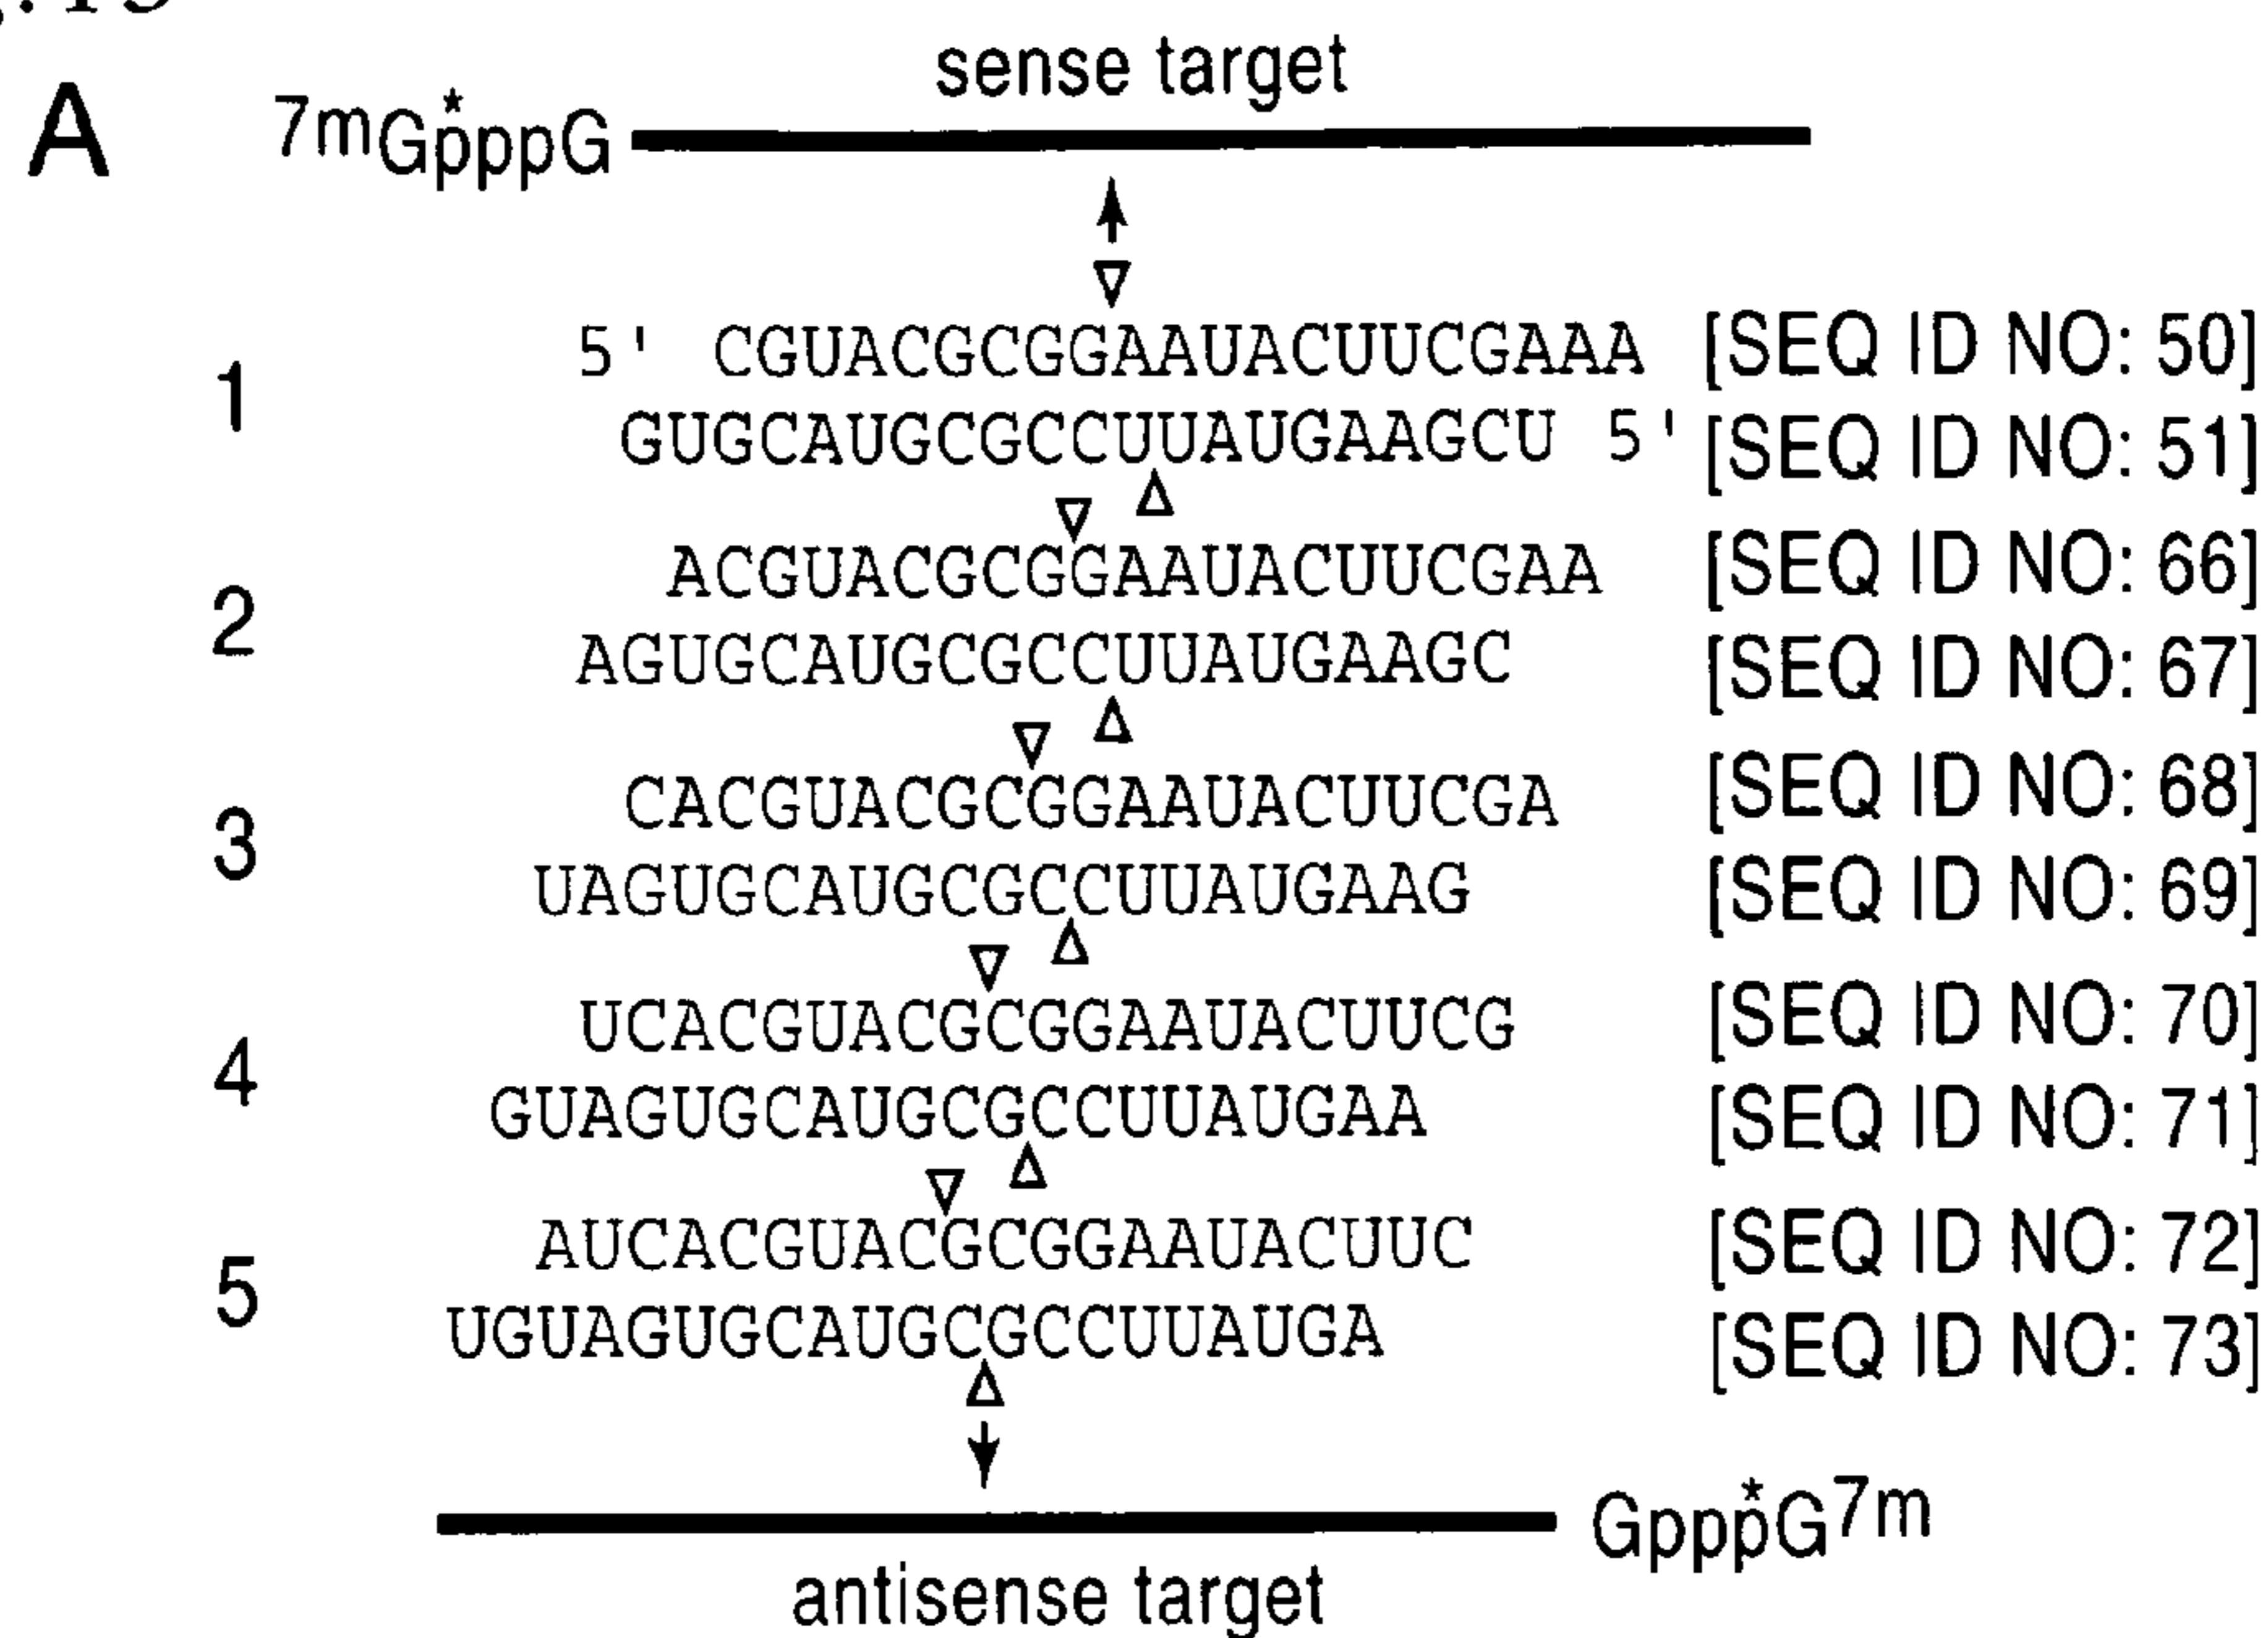 A
sense target
7mGpppG
*
1
5' CGUACGCGGAAUACUUCGAAA [SEQ ID NO: 50]
GUGCAUGCGCCUUAUGAAGCU 5' [SEQ ID NO: 51]
2
ACGUACGCGGAAUACUUCGAA [SEQ ID NO: 66]
AGUGCAUGCGCCUUAUGAAGC [SEQ ID NO: 67]
3
CACGUACGCGGAAUACUUCGA [SEQ ID NO: 68]
UAGUGCAUGCGCCUUAUGAAG [SEQ ID NO: 69]
4
UCACGUACGCGGAAUACUUCG [SEQ ID NO: 70]
GUAGUGCAUGCGCCUUAUGAA [SEQ ID NO: 71]
5
AUCACGUACGCGGAAUACUUC [SEQ ID NO: 72]
UGUAGUGCAUGCGCCUUAUGA [SEQ ID NO: 73]
*
GpppG7m
antisense target